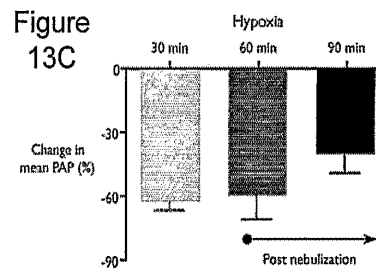 Figure
13C
Hypoxia
30 min 60 min 90 min
-0
-30
-60
-90
Change in
mean PAP (%)
Post nebulization